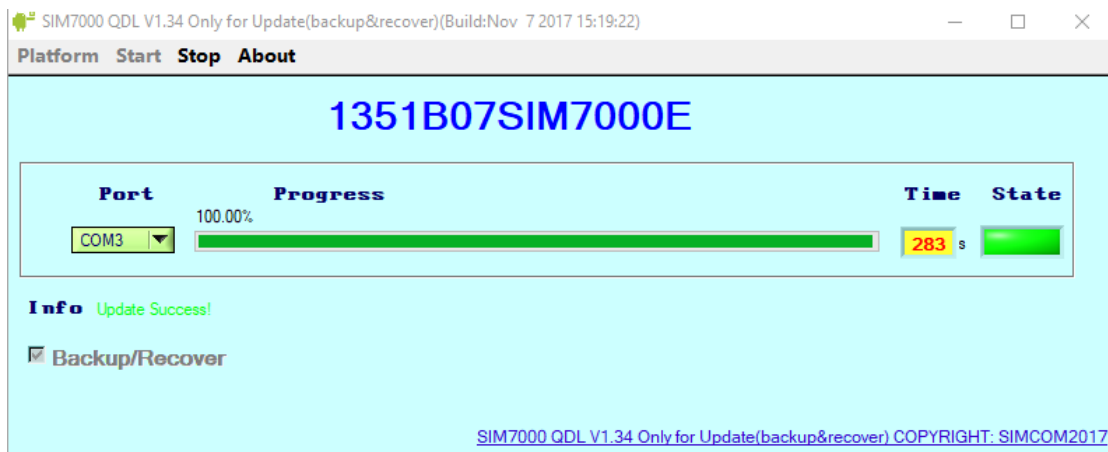 SIM7000 QDL V1.34 Only for Update(backup&recover)(Build:Nov 7 2017 15:19:22)
Platform Start Stop About
1351B07SIM7000E
Port Progress Time State
100.00%
COM3 283 s
Info Update Success!
Backup/Recover
SIM7000 QDL V1.34 Only for Update(backup&recover) COPYRIGHT: SIMCOM2017